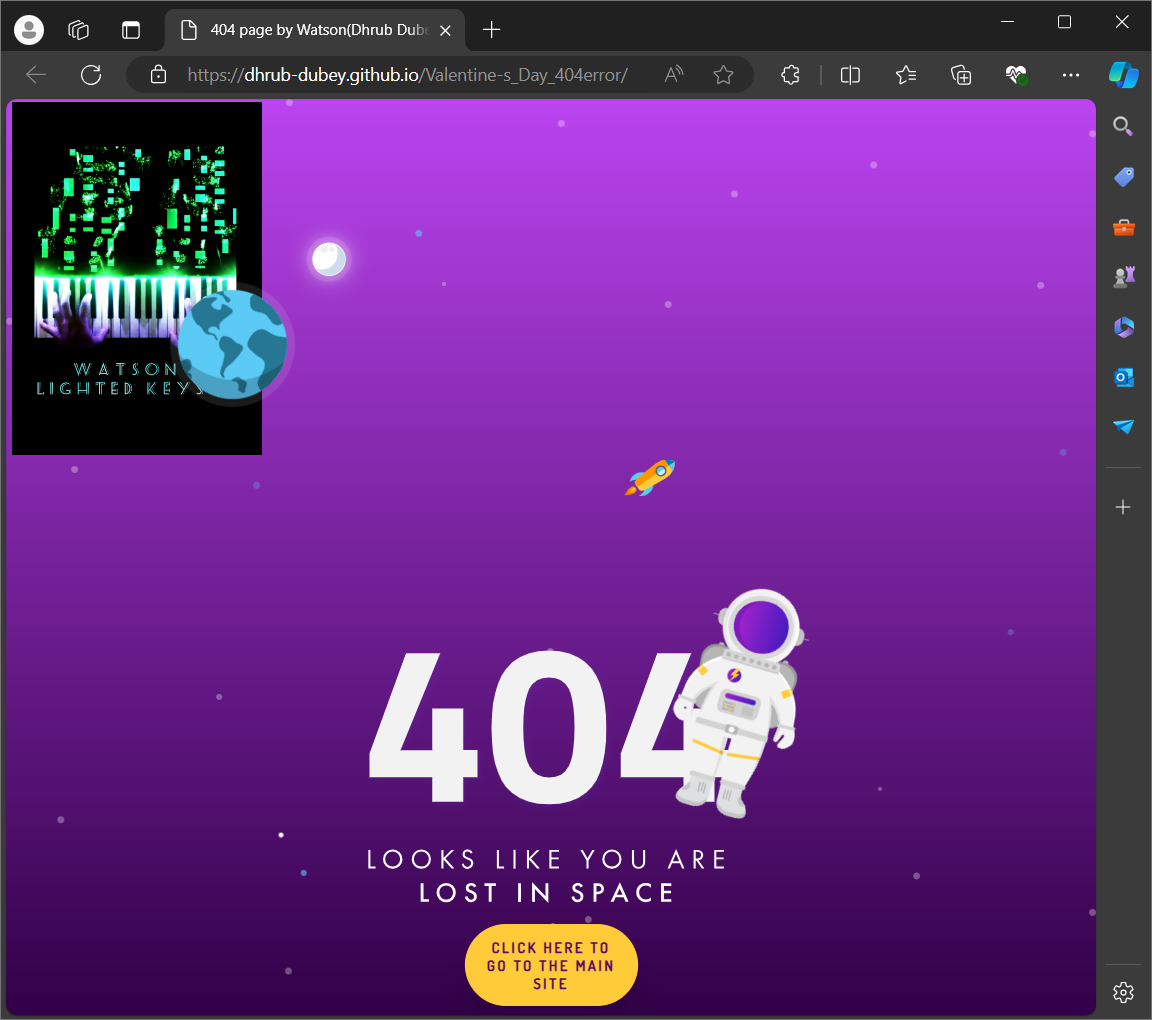 404 page by Watson(Dhrub Dube
https://dhrub-dubey.github.io/Valentine-s_Day_404error/
WATSON
LIGHTED KEYS
404
LOOKS LIKE YOU ARE
LOST IN SPACE
CLICK HERE TO
GO TO THE MAIN
SITE